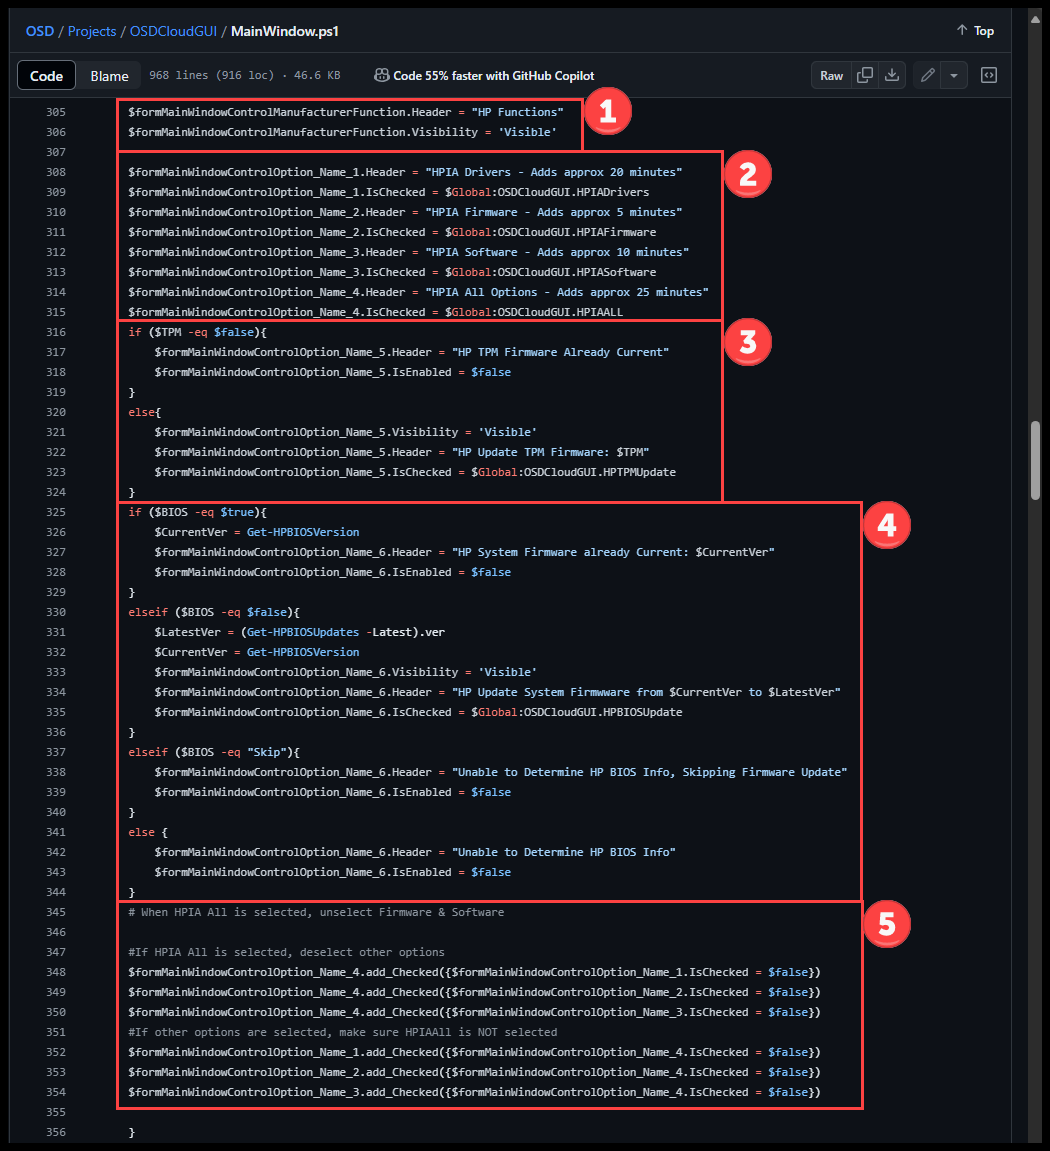 OSD / Projects / OSDCloudGUI / MainWindow.ps1
Top
Code Blame 968 lines (916 loc) · 46.6 KB Code 55% faster with GitHub Copilot Raw
305 $formMainWindowControlManufacturerFunction.Header = "HP Functions"
1
306 $formMainWindowControlManufacturerFunction.Visibility = 'Visible'
307
308 $formMainWindowControlOption_Name_1.Header = "HPIA Drivers - Adds approx 20 minutes"
2
309 $formMainWindowControlOption_Name_1.IsChecked = $Global:OSDCloudGUI.HPIADrivers
310 $formMainWindowControlOption_Name_2.Header = "HPIA Firmware - Adds approx 5 minutes"
311 $formMainWindowControlOption_Name_2.IsChecked = $Global:OSDCloudGUI.HPIAFirmware
312 $formMainWindowControlOption_Name_3.Header = "HPIA Software - Adds approx 10 minutes"
313 $formMainWindowControlOption_Name_3.IsChecked = $Global:OSDCloudGUI.HPIASoftware
314 $formMainWindowControlOption_Name_4.Header = "HPIA All Options - Adds approx 25 minutes"
315 $formMainWindowControlOption_Name_4.IsChecked = $Global:OSDCloudGUI.HPIAALL
316 if ($TPM -eq $false){
3
317 $formMainWindowControlOption_Name_5.Header = "HP TPM Firmware Already Current"
318 $formMainWindowControlOption_Name_5.IsEnabled = $false
319 }
320 else{
321 $formMainWindowControlOption_Name_5.Visibility = 'Visible'
322 $formMainWindowControlOption_Name_5.Header = "HP Update TPM Firmware: $TPM"
323 $formMainWindowControlOption_Name_5.IsChecked = $Global:OSDCloudGUI.HPTPMUpdate
324 }
325 if ($BIOS -eq $true){
4
326 $CurrentVer = Get-HPBIOSVersion
327 $formMainWindowControlOption_Name_6.Header = "HP System Firmware already Current: $CurrentVer"
328 $formMainWindowControlOption_Name_6.IsEnabled = $false
329 }
330 elseif ($BIOS -eq $false){
331 $LatestVer = (Get-HPBIOSUpdates -Latest).ver
332 $CurrentVer = Get-HPBIOSVersion
333 $formMainWindowControlOption_Name_6.Visibility = 'Visible'
334 $formMainWindowControlOption_Name_6.Header = "HP Update System Firmwware from $CurrentVer to $LatestVer"
335 $formMainWindowControlOption_Name_6.IsChecked = $Global:OSDCloudGUI.HPBIOSUpdate
336 }
337 elseif ($BIOS -eq "Skip"){
338 $formMainWindowControlOption_Name_6.Header = "Unable to Determine HP BIOS Info, Skipping Firmware Update"
339 $formMainWindowControlOption_Name_6.IsEnabled = $false
340 }
341 else {
342 $formMainWindowControlOption_Name_6.Header = "Unable to Determine HP BIOS Info"
343 $formMainWindowControlOption_Name_6.IsEnabled = $false
344 }
345 # When HPIA All is selected, unselect Firmware & Software
5
346
347 #If HPIA All is selected, deselect other options
348 $formMainWindowControlOption_Name_4.add_Checked({$formMainWindowControlOption_Name_1.IsChecked = $false})
349 $formMainWindowControlOption_Name_4.add_Checked({$formMainWindowControlOption_Name_2.IsChecked = $false})
350 $formMainWindowControlOption_Name_4.add_Checked({$formMainWindowControlOption_Name_3.IsChecked = $false})
351 #If other options are selected, make sure HPIAAll is NOT selected
352 $formMainWindowControlOption_Name_1.add_Checked({$formMainWindowControlOption_Name_4.IsChecked = $false})
353 $formMainWindowControlOption_Name_2.add_Checked({$formMainWindowControlOption_Name_4.IsChecked = $false})
354 $formMainWindowControlOption_Name_3.add_Checked({$formMainWindowControlOption_Name_4.IsChecked = $false})
355
356 }